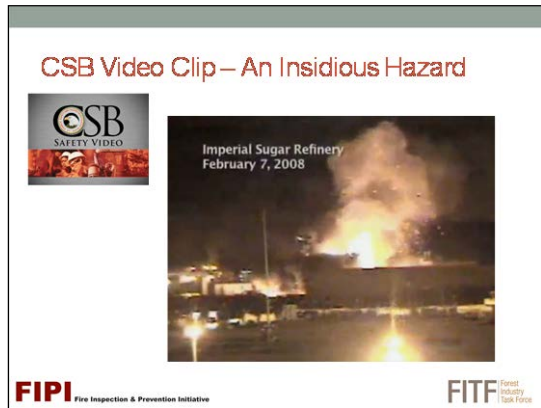 CSB Video Clip – An Insidious Hazard
CSB
SAFETY VIDEO
Imperial Sugar Refinery
February 7, 2008
FIPI Fire Inspection & Prevention Initiative
FITF
Forest
Industry
Task Force